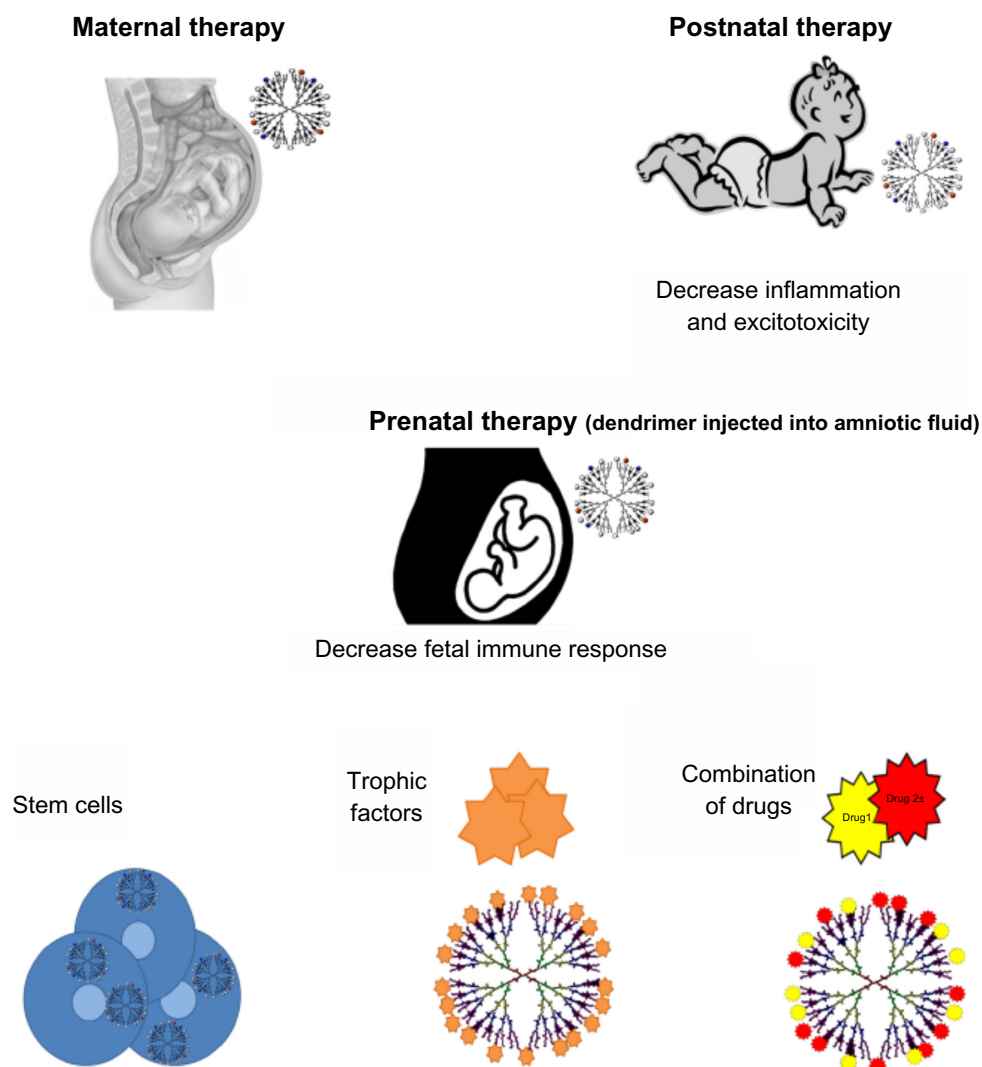 Maternal therapy
Postnatal therapy
Decrease inflammation
and excitotoxicity
Prenatal therapy (dendrimer injected into amniotic fluid)
Decrease fetal immune response
Stem cells
Trophic
factors
Combination
of drugs
Drug1
Drug 2±